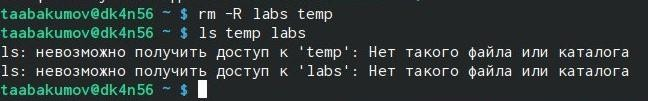 taabakumov@dk4n56 ~ $ rm -R labs temp
taabakumov@dk4n56 ~ $ ls temp labs
ls: невозможно получить доступ к 'temp': Нет такого файла или каталога
ls: невозможно получить доступ к 'labs': Нет такого файла или каталога
taabakumov@dk4n56 ~ $